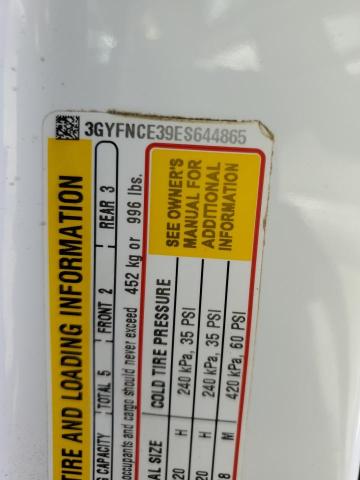 3GYFNCE39ES644865
TIRE AND LOADING INFORMATION
CAPACITY TOTAL 5 FRONT 2 REAR 3
occupants and cargo should never exceed 452 kg or 996 lbs.
SIZE COLD TIRE PRESSURE
H 240 kPa, 35 PSI
H 240 kPa, 35 PSI
M 420 kPa, 60 PSI
SEE OWNER'S
MANUAL FOR
ADDITIONAL
INFORMATION